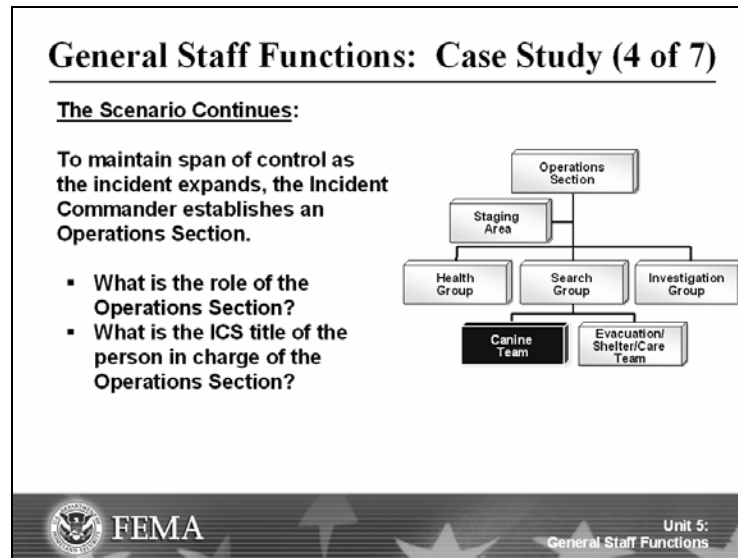 General Staff Functions: Case Study (4 of 7)
The Scenario Continues:
To maintain span of control as
the incident expands, the Incident
Commander establishes an
Operations Section.
▪ What is the role of the
Operations Section?
▪ What is the ICS title of the
person in charge of the
Operations Section?
Operations
Section
Staging
Area
Health
Group
Search
Group
Investigation
Group
Canine
Team
Evacuation/
Shelter/Care
Team
FEMA
Unit 5:
General Staff Functions